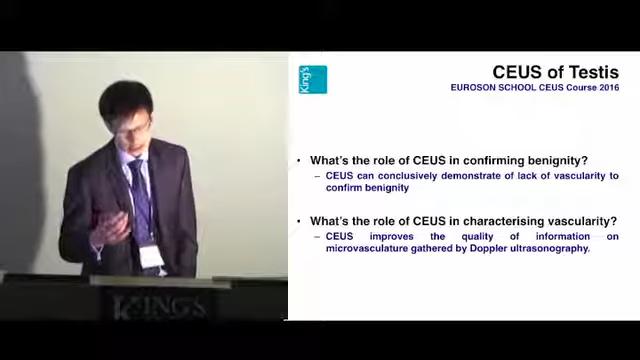 King's
CEUS of Testis
EUROSON SCHOOL CEUS Course 2016
• What's the role of CEUS in confirming benignity?
– CEUS can conclusively demonstrate of lack of vascularity to
confirm benignity
• What's the role of CEUS in characterising vascularity?
– CEUS improves the quality of information on
microvasculature gathered by Doppler ultrasonography.
KING'S